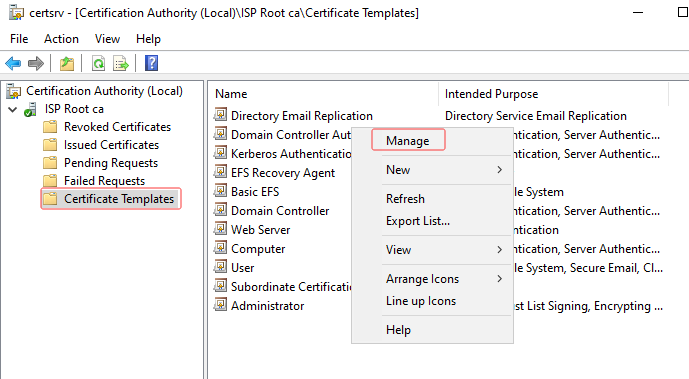 certsrv - [Certification Authority (Local)\ISP Root ca\Certificate Templates]
File Action View Help
Certification Authority (Local)
ISP Root ca
Revoked Certificates
Issued Certificates
Pending Requests
Failed Requests
Certificate Templates
Name Intended Purpose
Directory Email Replication Directory Service Email Replication
Domain Controller Aut ntication, Server Authentic...
Kerberos Authentication ntication, Server Authentic...
EFS Recovery Agent
Basic EFS le System
Domain Controller ntication, Server Authentic...
Web Server ntication
Computer ntication, Server Authentic...
User le System, Secure Email, Cl...
Subordinate Certification
Administrator ust List Signing, Encrypting ...
Manage
New
Refresh
Export List...
View
Arrange Icons
Line up Icons
Help